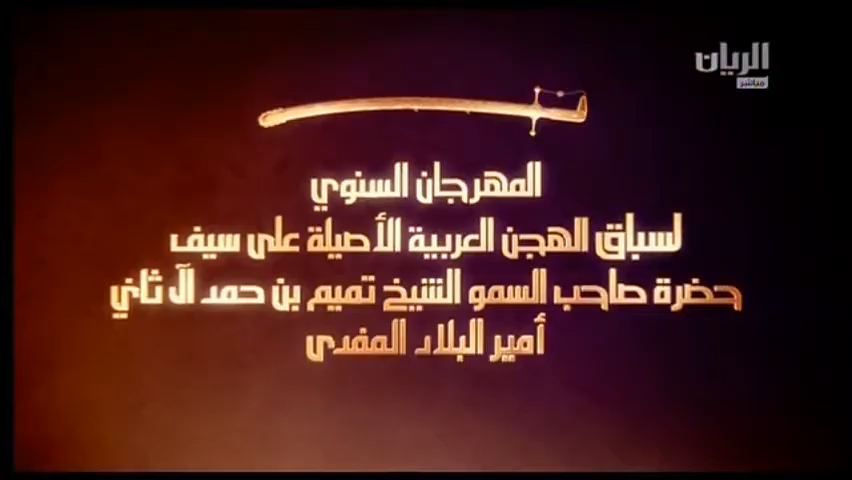 الريان
مباشر
المهرجان السنوي
لسباق الهجن العربية الأصيلة على سيف
حضرة صاحب السمو الشيخ تميم بن حمد آل ثاني
أمير البلاد المفدى